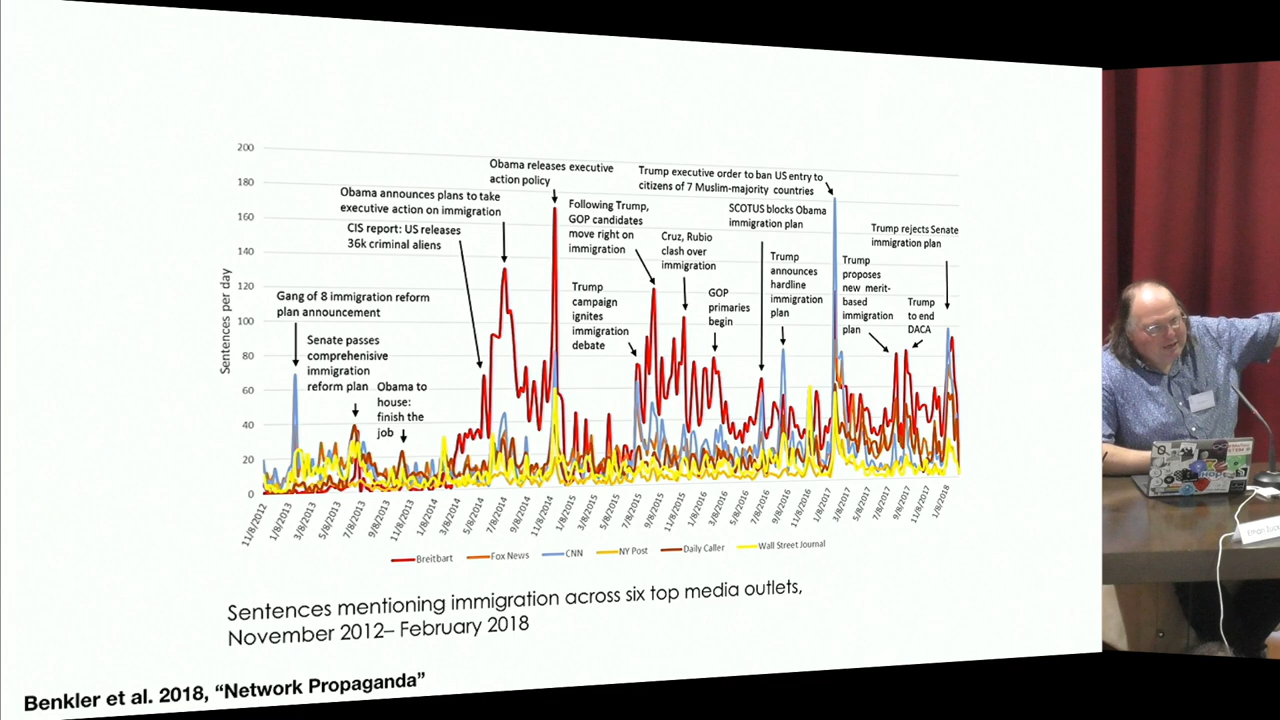 200
180
160
140
120
100
80
60
40
20
0
Sentences per day
Obama releases executive
action policy
Trump executive order to ban US entry to
citizens of 7 Muslim-majority countries
Obama announces plans to take
executive action on immigration
Following Trump,
GOP candidates
move right on
immigration
SCOTUS blocks Obama
immigration plan
CIS report: US releases
36k criminal aliens
Cruz, Rubio
clash over
immigration
Trump rejects Senate
immigration plan
Trump
announces
hardline
immigration
plan
Trump
proposes
new merit-
based
immigration
plan
Gang of 8 immigration reform
plan announcement
Trump
campaign
ignites
immigration
debate
GOP
primaries
begin
Trump
to end
DACA
Senate passes
comprehenisive
immigration
reform plan
Obama to
house:
finish the
job
11/8/2012
1/8/2013
3/8/2013
5/8/2013
7/8/2013
9/8/2013
11/8/2013
1/8/2014
3/8/2014
5/8/2014
7/8/2014
9/8/2014
11/8/2014
1/8/2015
3/8/2015
5/8/2015
7/8/2015
9/8/2015
11/8/2015
1/8/2016
3/8/2016
5/8/2016
7/8/2016
9/8/2016
11/8/2016
1/8/2017
3/8/2017
5/8/2017
7/8/2017
9/8/2017
11/8/2017
1/8/2018
Breitbart Fox News CNN NY Post Daily Caller Wall Street Journal
Sentences mentioning immigration across six top media outlets,
November 2012– February 2018
Benkler et al. 2018, “Network Propaganda”
Ethan